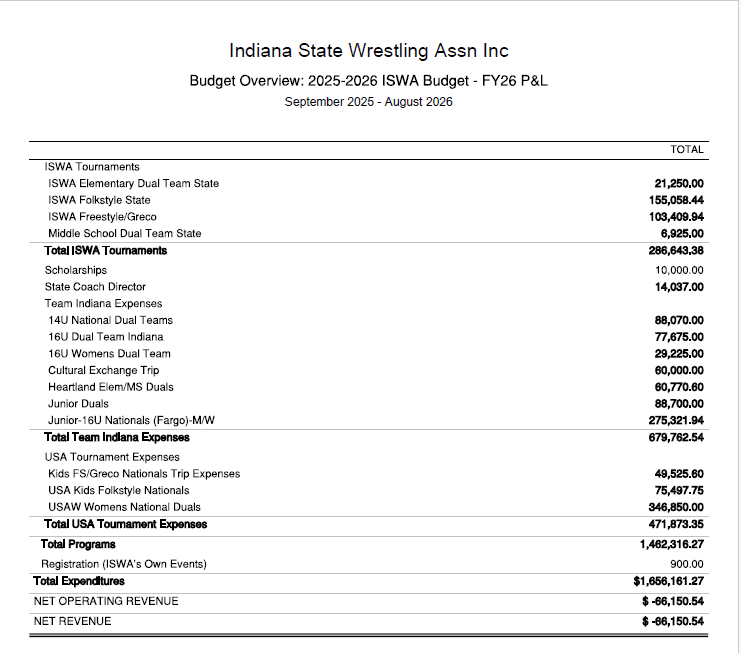 Indiana State Wrestling Assn Inc
Budget Overview: 2025-2026 ISWA Budget - FY26 P&L
September 2025 - August 2026
TOTAL
ISWA Tournaments
ISWA Elementary Dual Team State 21,250.00
ISWA Folkstyle State 155,058.44
ISWA Freestyle/Greco 103,409.94
Middle School Dual Team State 6,925.00
Total ISWA Tournaments 286,643.38
Scholarships 10,000.00
State Coach Director 14,037.00
Team Indiana Expenses
14U National Dual Teams 88,070.00
16U Dual Team Indiana 77,675.00
16U Womens Dual Team 29,225.00
Cultural Exchange Trip 60,000.00
Heartland Elem/MS Duals 60,770.60
Junior Duals 88,700.00
Junior-16U Nationals (Fargo)-M/W 275,321.94
Total Team Indiana Expenses 679,762.54
USA Tournament Expenses
Kids FS/Greco Nationals Trip Expenses 49,525.60
USA Kids Folkstyle Nationals 75,497.75
USAW Womens National Duals 346,850.00
Total USA Tournament Expenses 471,873.35
Total Programs 1,462,316.27
Registration (ISWA's Own Events) 900.00
Total Expenditures $1,656,161.27
NET OPERATING REVENUE $ -66,150.54
NET REVENUE $ -66,150.54